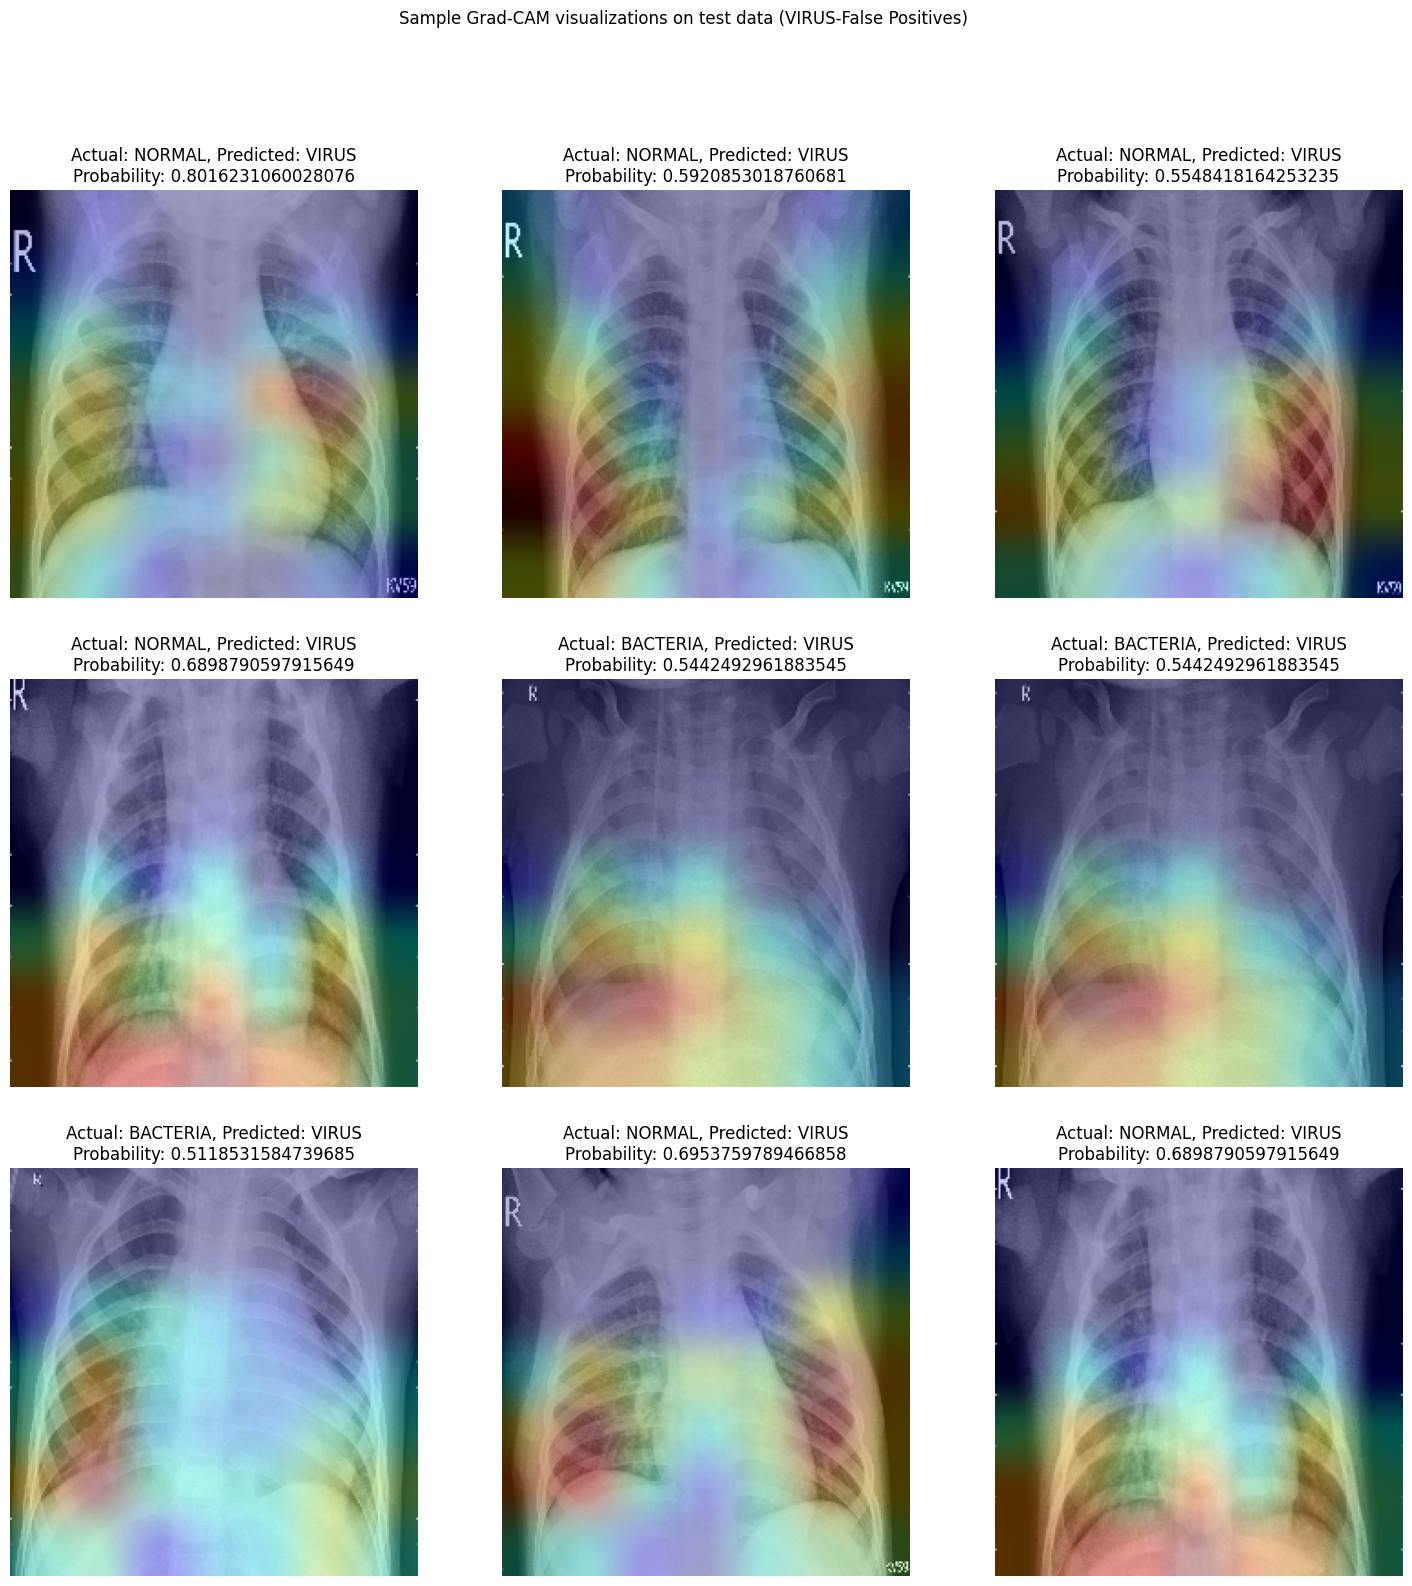 Sample Grad-CAM visualizations on test data (VIRUS-False Positives)
Actual: NORMAL, Predicted: VIRUS
Probability: 0.8016231060028076
Actual: NORMAL, Predicted: VIRUS
Probability: 0.5920853018760681
Actual: NORMAL, Predicted: VIRUS
Probability: 0.5548418164253235
R
R
R
Actual: NORMAL, Predicted: VIRUS
Probability: 0.6898790597915649
Actual: BACTERIA, Predicted: VIRUS
Probability: 0.5442492961883545
Actual: BACTERIA, Predicted: VIRUS
Probability: 0.5442492961883545
R
R
R
Actual: BACTERIA, Predicted: VIRUS
Probability: 0.5118531584739685
Actual: NORMAL, Predicted: VIRUS
Probability: 0.6953759789466858
Actual: NORMAL, Predicted: VIRUS
Probability: 0.6898790597915649
R
R
R